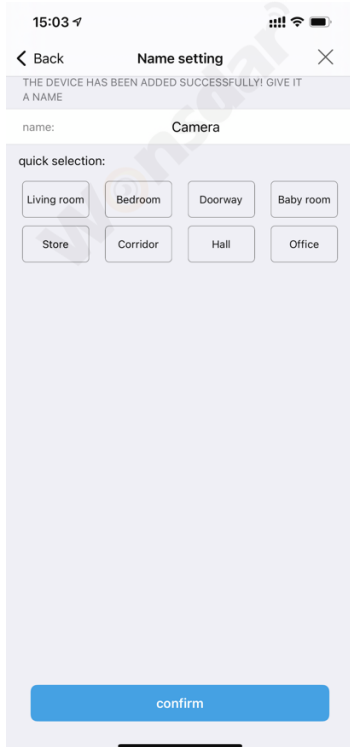 15:03
Back Name setting
THE DEVICE HAS BEEN ADDED SUCCESSFULLY! GIVE IT
A NAME
name: Camera
quick selection:
Living room Bedroom Doorway Baby room
Store Corridor Hall Office
confirm
Wonsdar